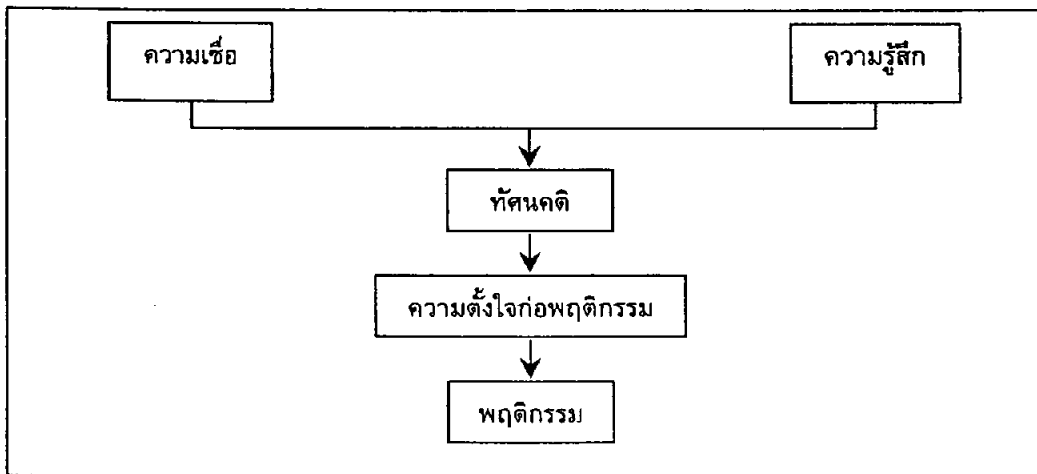 ความเชื่อ
ความรู้สึก
ทัศนคติ
ความตั้งใจก่อพฤติกรรม
พฤติกรรม